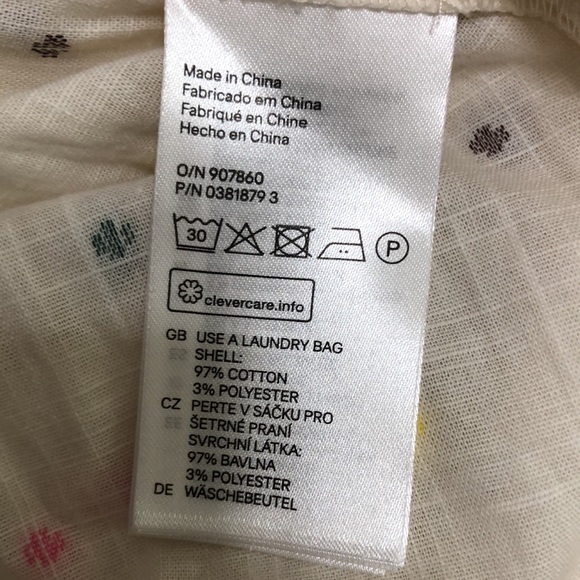 Made in China
Fabricado em China
Fabriqué en Chine
Hecho en China
O/N 907860
P/N 0381879 3
30
P
clevercare.info
GB USE A LAUNDRY BAG
SHELL:
97% COTTON
3% POLYESTER
CZ PERTE V SÁČKU PRO
ŠETRNÉ PRANÍ
SVRCHNÍ LÁTKA:
97% BAVLNA
3% POLYESTER
DE WÄSCHEBEUTEL